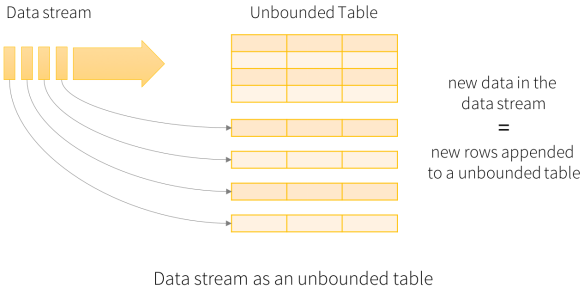 Data stream
Unbounded Table
new data in the
data stream
=
new rows appended
to a unbounded table
Data stream as an unbounded table